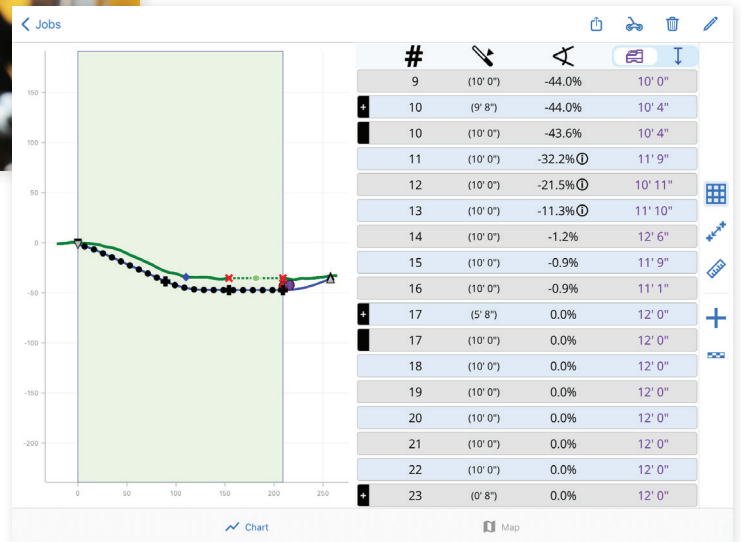 Jobs
#
9 (10' 0") -44.0% 10' 0"
+ 10 (9' 8") -44.0% 10' 4"
10 (10' 0") -43.6% 10' 4"
11 (10' 0") -32.2% 11' 9"
12 (10' 0") -21.5% 10' 11"
13 (10' 0") -11.3% 11' 10"
14 (10' 0") -1.2% 12' 6"
15 (10' 0") -0.9% 11' 9"
16 (10' 0") -0.9% 11' 1"
+ 17 (5' 8") 0.0% 12' 0"
17 (10' 0") 0.0% 12' 0"
18 (10' 0") 0.0% 12' 0"
19 (10' 0") 0.0% 12' 0"
20 (10' 0") 0.0% 12' 0"
21 (10' 0") 0.0% 12' 0"
22 (10' 0") 0.0% 12' 0"
+ 23 (0' 8") 0.0% 12' 0"
150
100
50
0
-50
-100
-150
-200
0 50 100 150 200 250
Chart Map